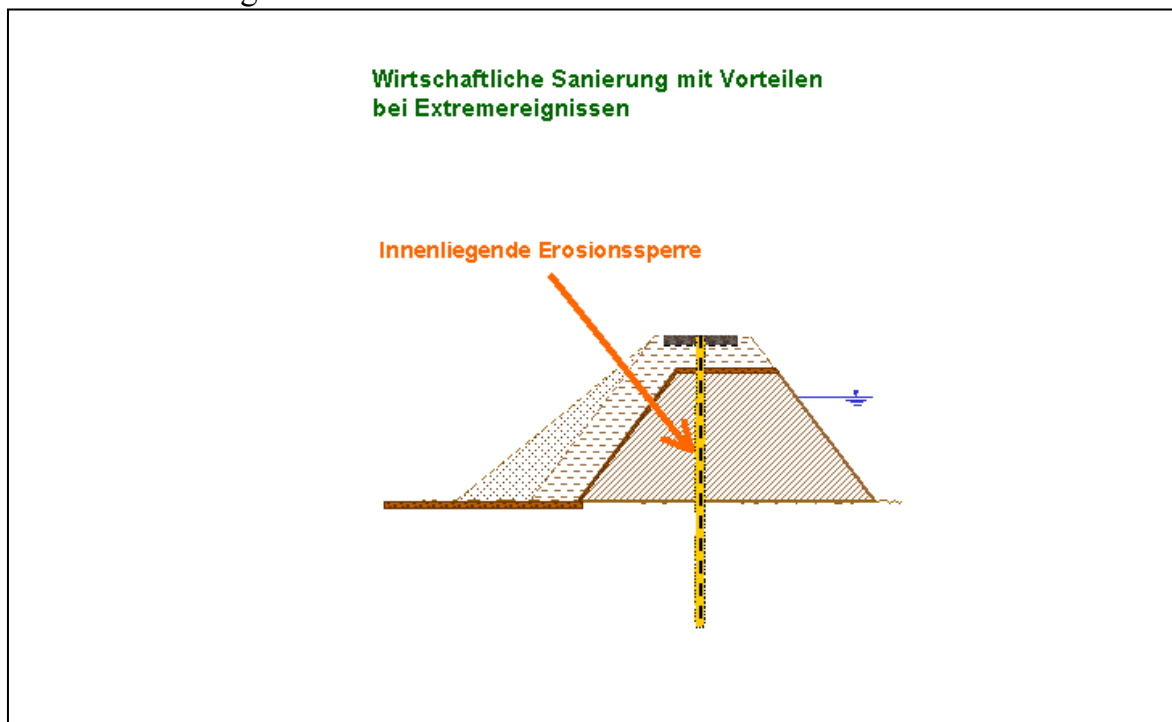 Wirtschaftliche Sanierung mit Vorteilen
bei Extremereignissen
Innenliegende Erosionssperre